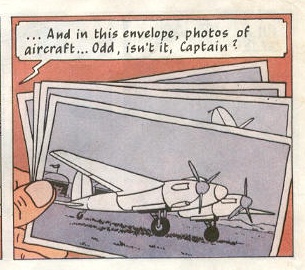 ... And in this envelope, photos of
aircraft... Odd, isn't it, Captain?